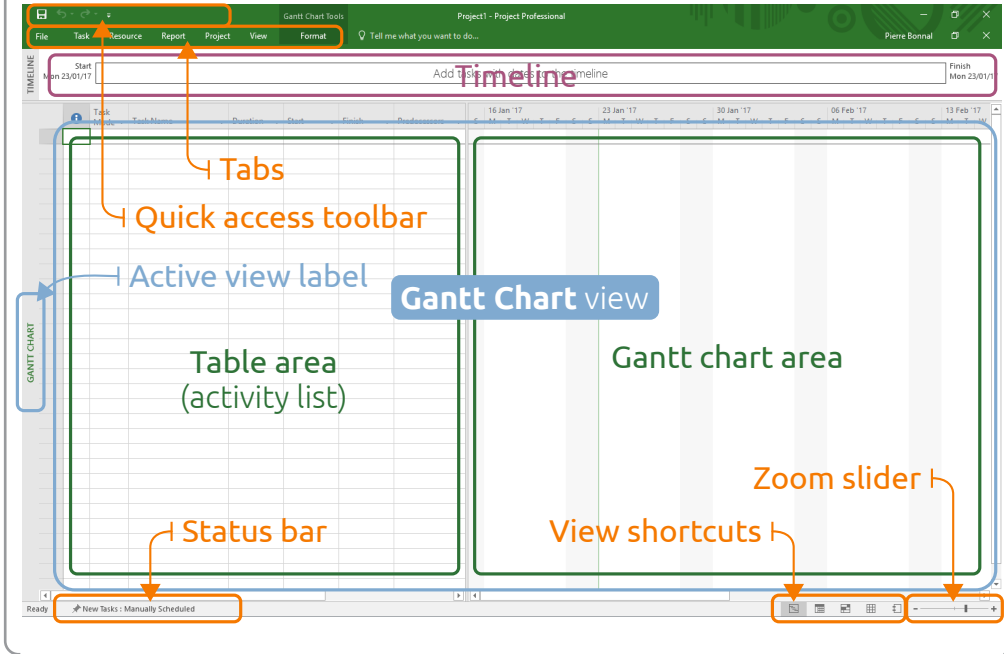 Gantt Chart Tools
Project1 - Project Professional
File Task Resource Report Project View Format Tell me what you want to do... Pierre Bonnal
TIMELINE
Start
Mon 23/01/17
Add tasks with dates to the timeline
Timeline
Finish
Mon 23/01/1
16 Jan '17 23 Jan '17 30 Jan '17 06 Feb '17 13 Feb '17
Task
Mode Task Name Duration Start Finish Predecessors S M T W T F S S M T W T F S S M T W T F S S M T W T F S S M T W
Tabs
Quick access toolbar
Active view label
Gantt Chart view
GANTT CHART
Table area
(activity list)
Gantt chart area
Zoom slider
Status bar
View shortcuts
Ready New Tasks : Manually Scheduled